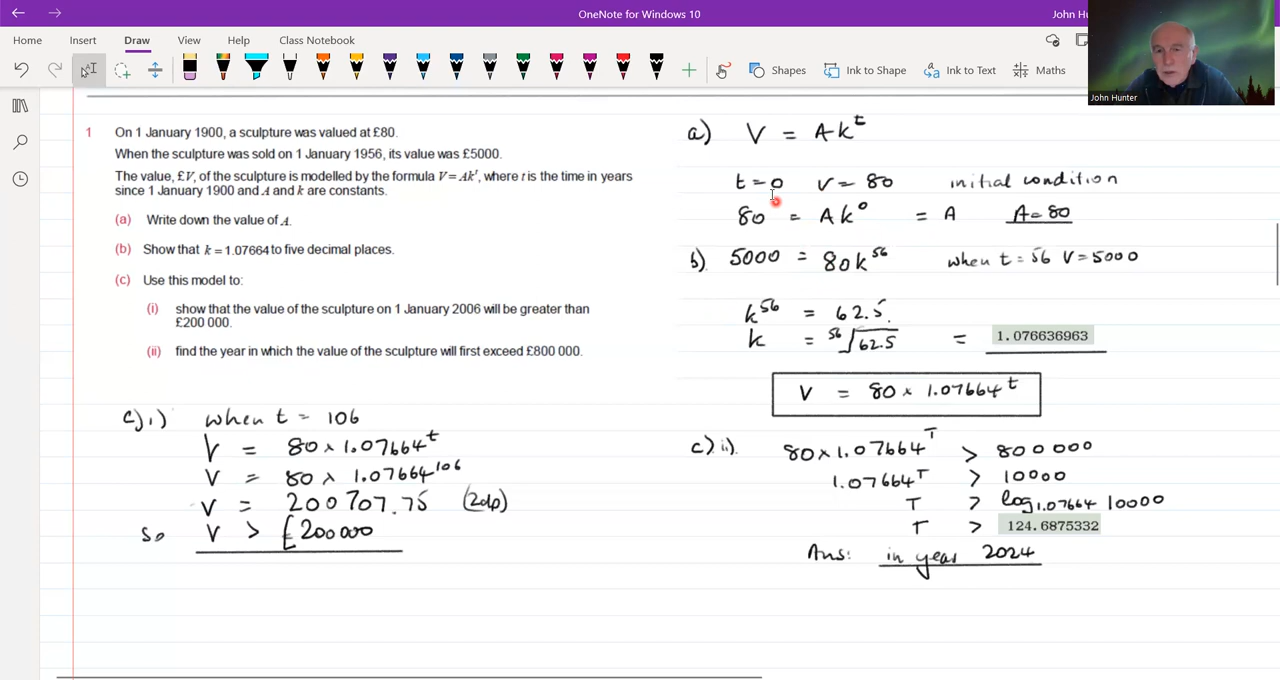 OneNote for Windows 10
John Hu
Home Insert Draw View Help Class Notebook
Shapes Ink to Shape Ink to Text Maths
John Hunter
1 On 1 January 1900, a sculpture was valued at £80.
When the sculpture was sold on 1 January 1956, its value was £5000.
The value, £V, of the sculpture is modelled by the formula V = Ak^t, where t is the time in years
since 1 January 1900 and A and k are constants.
(a) Write down the value of A.
(b) Show that k = 1.07664 to five decimal places.
(c) Use this model to:
(i) show that the value of the sculpture on 1 January 2006 will be greater than
£200 000.
(ii) find the year in which the value of the sculpture will first exceed £800 000.
a) V = Ak^t
t = 0 V = 80 initial condition
80 = Ak^0 = A A = 80
b). 5000 = 80k^56 when t = 56 V = 5000
k^56 = 62.5.
k = 56√62.5 = 1.076636963
V = 80 × 1.07664^t
c) i) when t = 106
V = 80 × 1.07664^t
V = 80 × 1.07664^106
V = 200707.75 (2dp)
So V > £200000
c) ii). 80 × 1.07664^T > 800000
1.07664^T > 10000
T > log1.07664 10000
T > 124.6875332
Ans: in year 2024